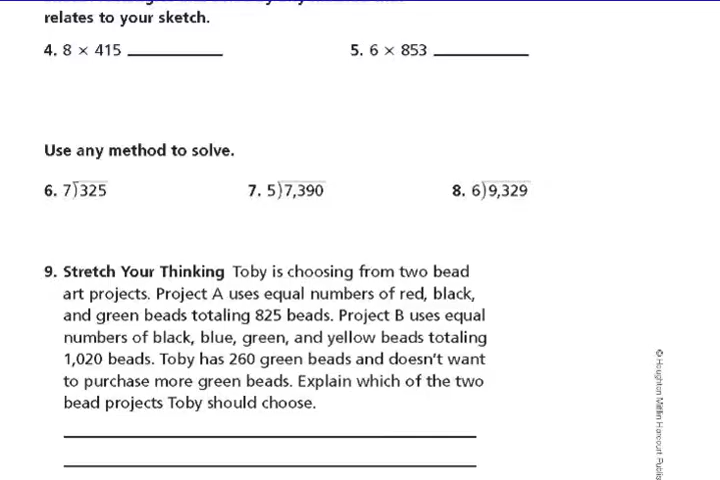 relates to your sketch.
4. 8 × 415 __________ 5. 6 × 853 __________
Use any method to solve.
6. 7)325 7. 5)7,390 8. 6)9,329
9. Stretch Your Thinking Toby is choosing from two bead
art projects. Project A uses equal numbers of red, black,
and green beads totaling 825 beads. Project B uses equal
numbers of black, blue, green, and yellow beads totaling
1,020 beads. Toby has 260 green beads and doesn't want
to purchase more green beads. Explain which of the two
bead projects Toby should choose.
© Houghton Mifflin Harcourt